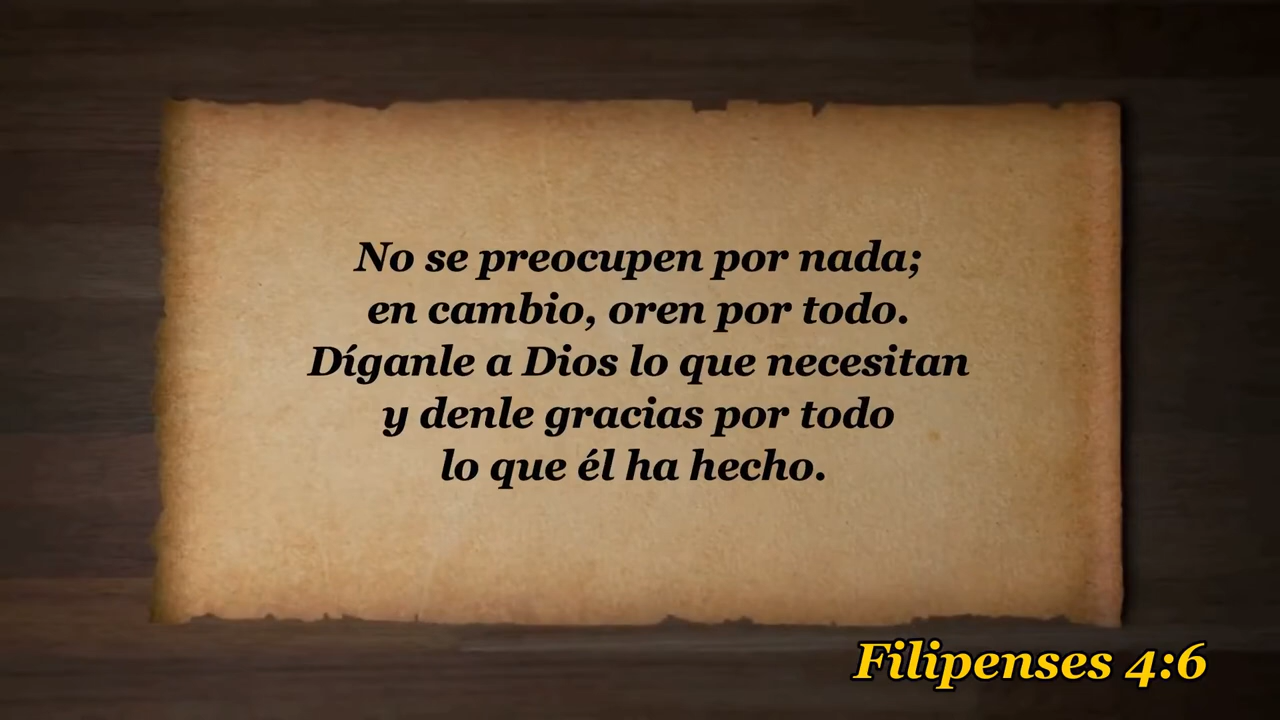 No se preocupen por nada;
en cambio, oren por todo.
Díganle a Dios lo que necesitan
y denle gracias por todo
lo que él ha hecho.
Filipenses 4:6